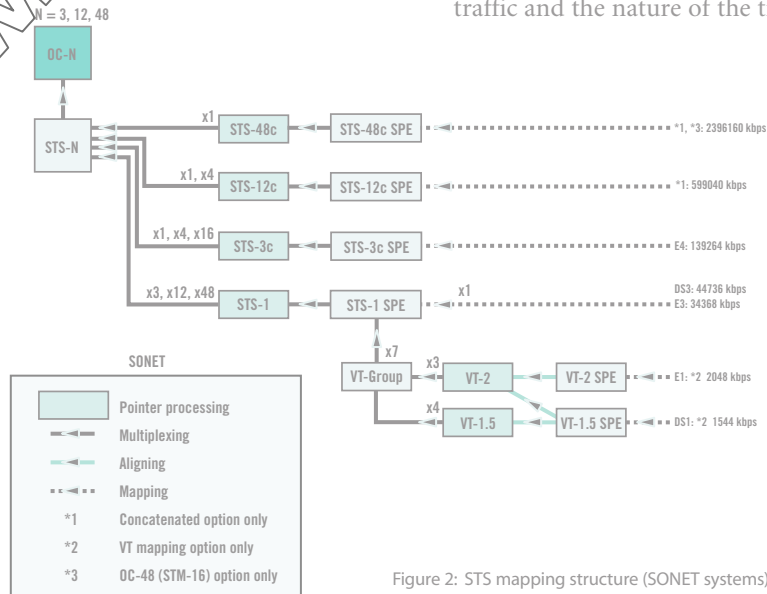 traffic and the nature of the t
N = 3, 12, 48
OC-N
STS-N
x1
STS-48c
STS-48c SPE
*1, *3: 2396160 kbps
x1, x4
STS-12c
STS-12c SPE
*1: 599040 kbps
x1, x4, x16
STS-3c
STS-3c SPE
E4: 139264 kbps
x3, x12, x48
STS-1
STS-1 SPE
x1
DS3: 44736 kbps
E3: 34368 kbps
x7
VT-Group
x3
VT-2
VT-2 SPE
E1: *2 2048 kbps
x4
VT-1.5
VT-1.5 SPE
DS1: *2 1544 kbps
SONET
Pointer processing
Multiplexing
Aligning
Mapping
*1 Concatenated option only
*2 VT mapping option only
*3 OC-48 (STM-16) option only
Figure 2: STS mapping structure (SONET systems)